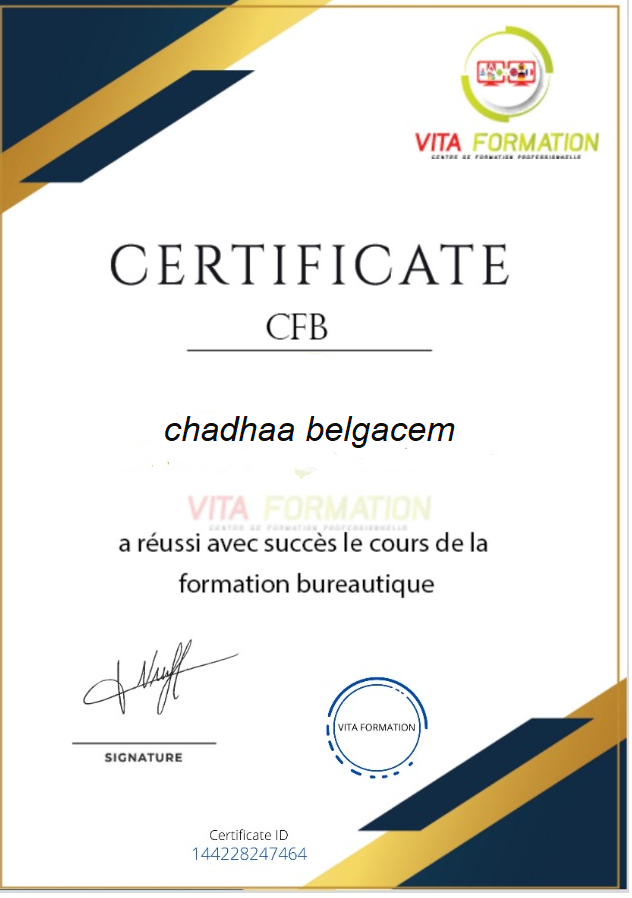 VITA FORMATION
CENTRE DE FORMATION PROFESSIONNELLE
CERTIFICATE
CFB
chadhaa belgacem
VITA FORMATION
CENTRE DE FORMATION PROFESSIONNELLE
a réussi avec succès le cours de la
formation bureautique
VITA FORMATION
SIGNATURE
Certificate ID
144228247464